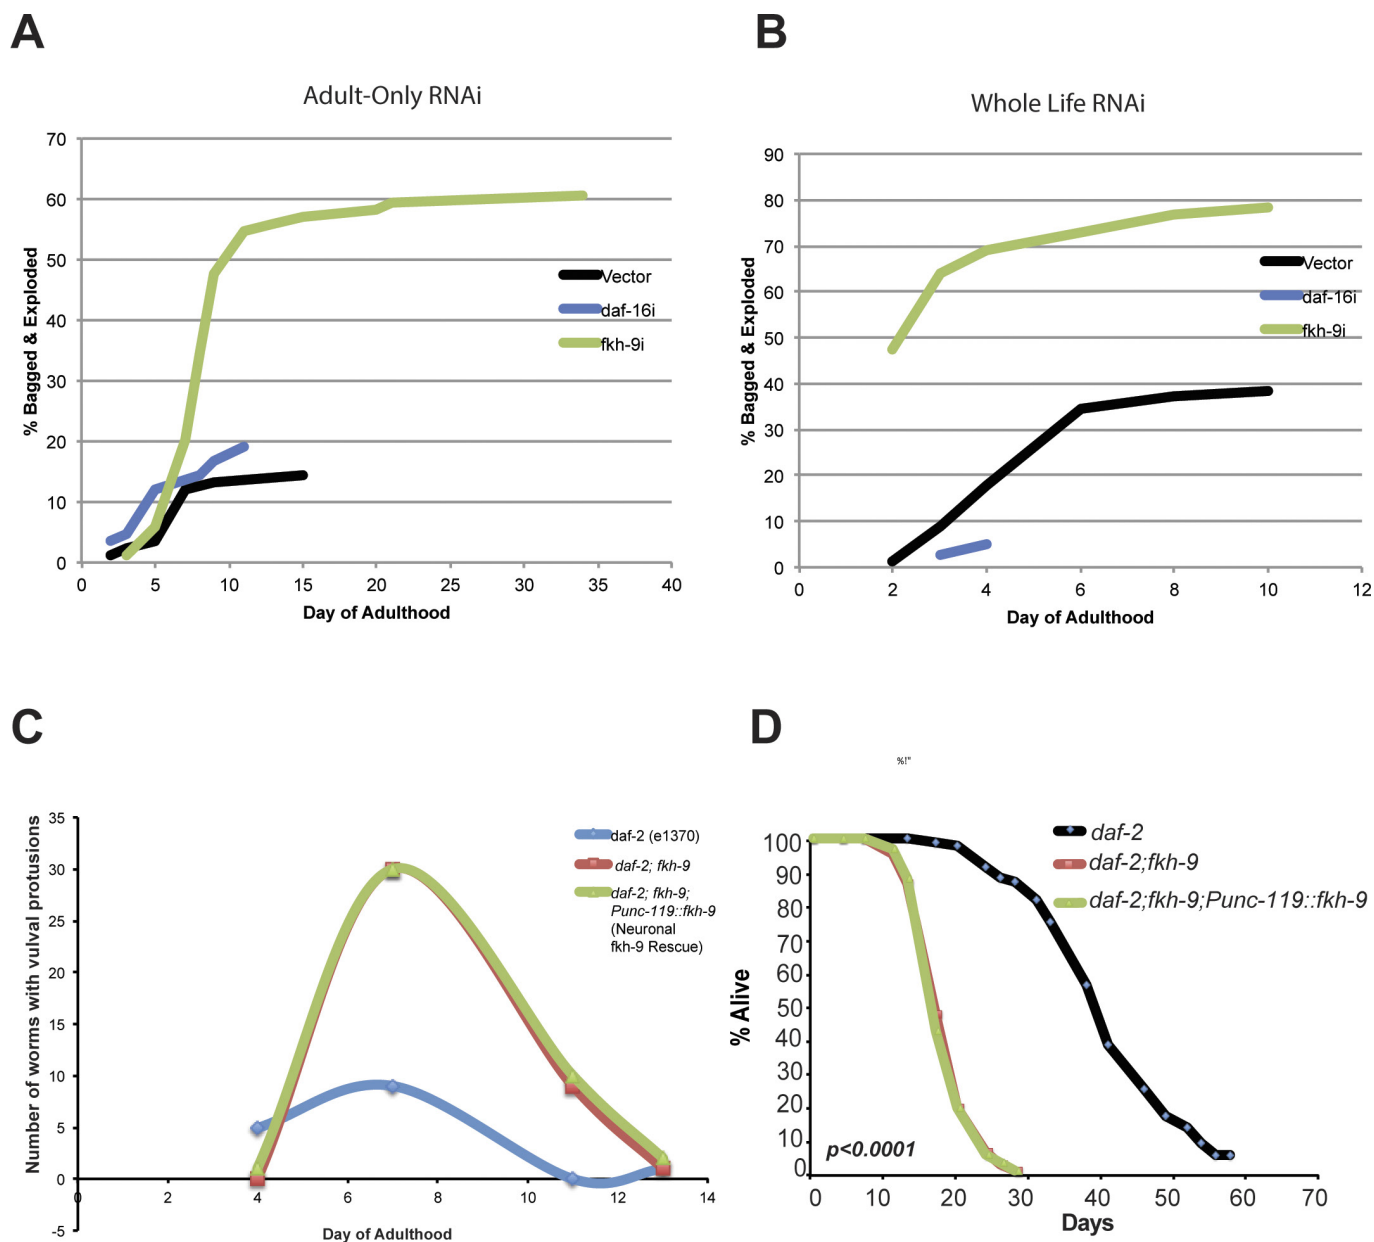 A
Adult-Only RNAi
70
60
50
40
30
20
10
0
% Bagged & Exploded
Vector
daf-16i
fkh-9i
0 5 10 15 20 25 30 35 40
Day of Adulthood
B
Whole Life RNAi
90
80
70
60
50
40
30
20
10
0
% Bagged & Exploded
Vector
daf-16i
fkh-9i
0 2 4 6 8 10 12
Day of Adulthood
C
35
30
25
20
15
10
5
0
-5
Number of worms with vulval protusions
daf-2 (e1370)
daf-2; fkh-9
daf-2; fkh-9;
Punc-119::fkh-9
(Neuronal
fkh-9 Rescue)
0 2 4 6 8 10 12 14
Day of Adulthood
D
%!"
100
90
80
70
60
50
40
30
20
10
0
% Alive
daf-2
daf-2;fkh-9
daf-2;fkh-9;Punc-119::fkh-9
p<0.0001
0 10 20 30 40 50 60 70
Days